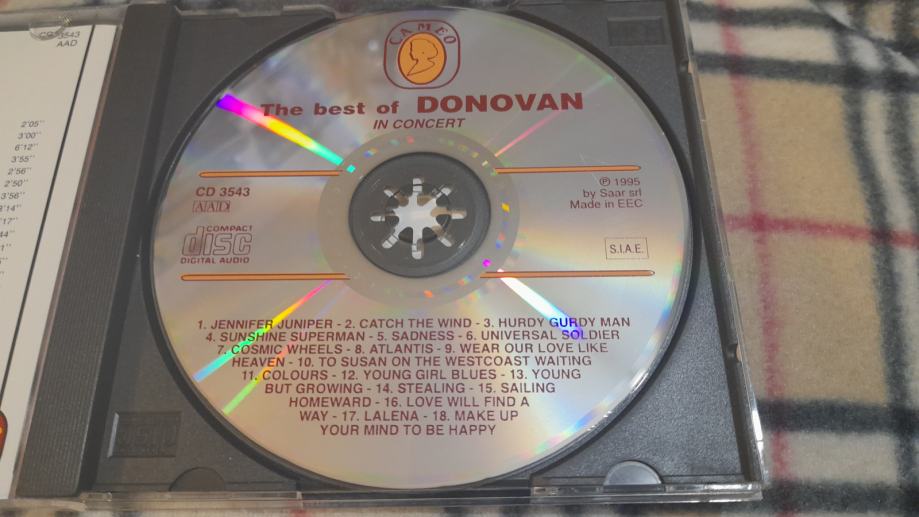 CD 3543
AAD
2'05''
3'00''
6'12''
3'55''
2'56''
2'50''
3'56''
CAMEO
The best of DONOVAN
IN CONCERT
CD 3543
AAD
COMPACT
disc
DIGITAL AUDIO
℗ 1995
by Saar srl
Made in EEC
S.I.A.E.
1. JENNIFER JUNIPER - 2. CATCH THE WIND - 3. HURDY GURDY MAN
4. SUNSHINE SUPERMAN - 5. SADNESS - 6. UNIVERSAL SOLDIER
7. COSMIC WHEELS - 8. ATLANTIS - 9. WEAR OUR LOVE LIKE
HEAVEN - 10. TO SUSAN ON THE WESTCOAST WAITING
11. COLOURS - 12. YOUNG GIRL BLUES - 13. YOUNG
BUT GROWING - 14. STEALING - 15. SAILING
HOMEWARD - 16. LOVE WILL FIND A
WAY - 17. LALENA - 18. MAKE UP
YOUR MIND TO BE HAPPY